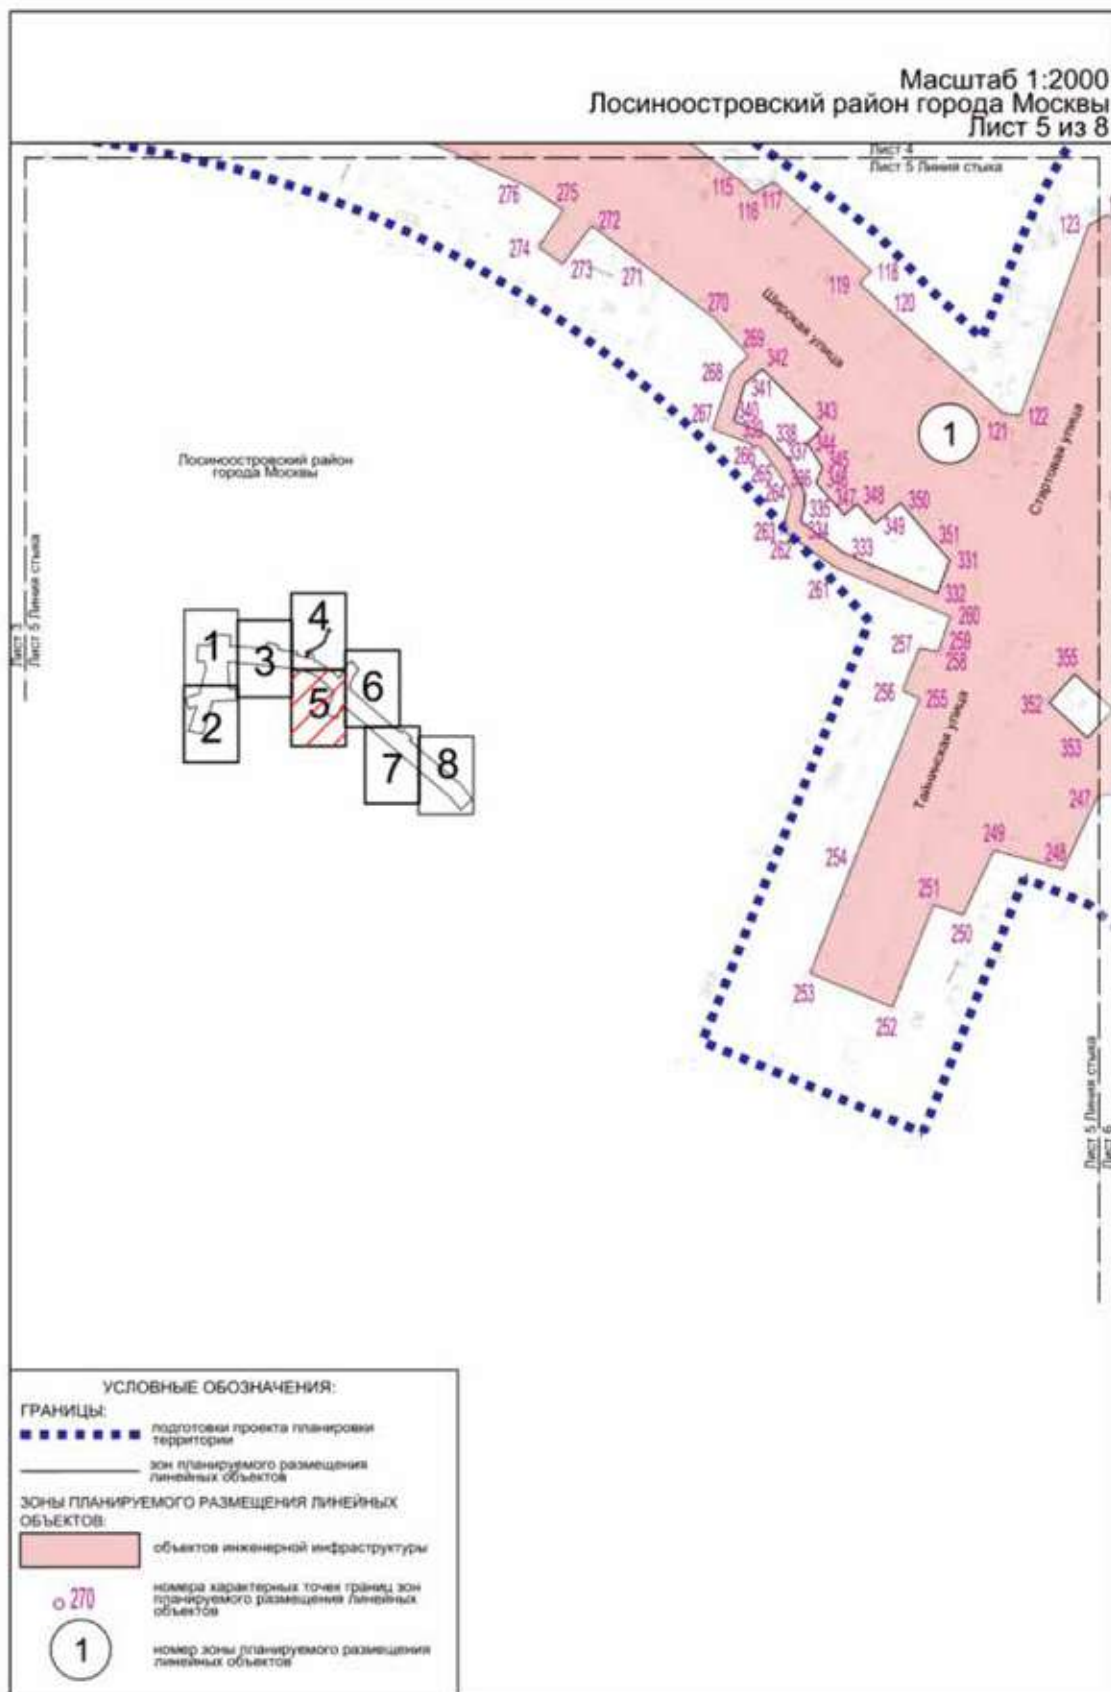 Масштаб 1:2000
Лосиноостровский район города Москвы
Лист 5 из 8
Лист 4
Лист 5 Линия стыка
276
275
272
274
273
271
270
269
268
267
115
116
117
118
119
120
121
122
123
Широкая улица
Стартовая улица
1
342
341
340
339
338
337
336
335
334
333
343
344
345
346
347
348
349
350
351
331
332
266
265
264
263
262
261
260
259
258
257
256
255
Тайнинская улица
355
352
353
247
248
249
250
251
252
253
254
Лосиноостровский район
города Москвы
Лист 3
Лист 5 Линия стыка
1
2
3
4
5
6
7
8
Лист 5 Линия стыка
Лист 6
УСЛОВНЫЕ ОБОЗНАЧЕНИЯ:
ГРАНИЦЫ:
подготовки проекта планировки
территории
зон планируемого размещения
линейных объектов
ЗОНЫ ПЛАНИРУЕМОГО РАЗМЕЩЕНИЯ ЛИНЕЙНЫХ
ОБЪЕКТОВ:
объектов инженерной инфраструктуры
270
номера характерных точек границ зон
планируемого размещения линейных
объектов
1
номер зоны планируемого размещения
линейных объектов